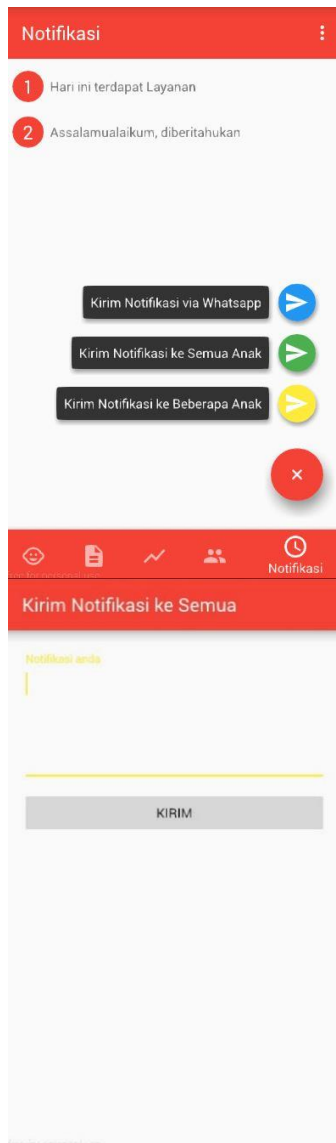 Notifikasi
1 Hari ini terdapat Layanan
2 Assalamualaikum, diberitahukan
Kirim Notifikasi via Whatsapp
Kirim Notifikasi ke Semua Anak
Kirim Notifikasi ke Beberapa Anak
Notifikasi
Kirim Notifikasi ke Semua
Notifikasi anda
KIRIM